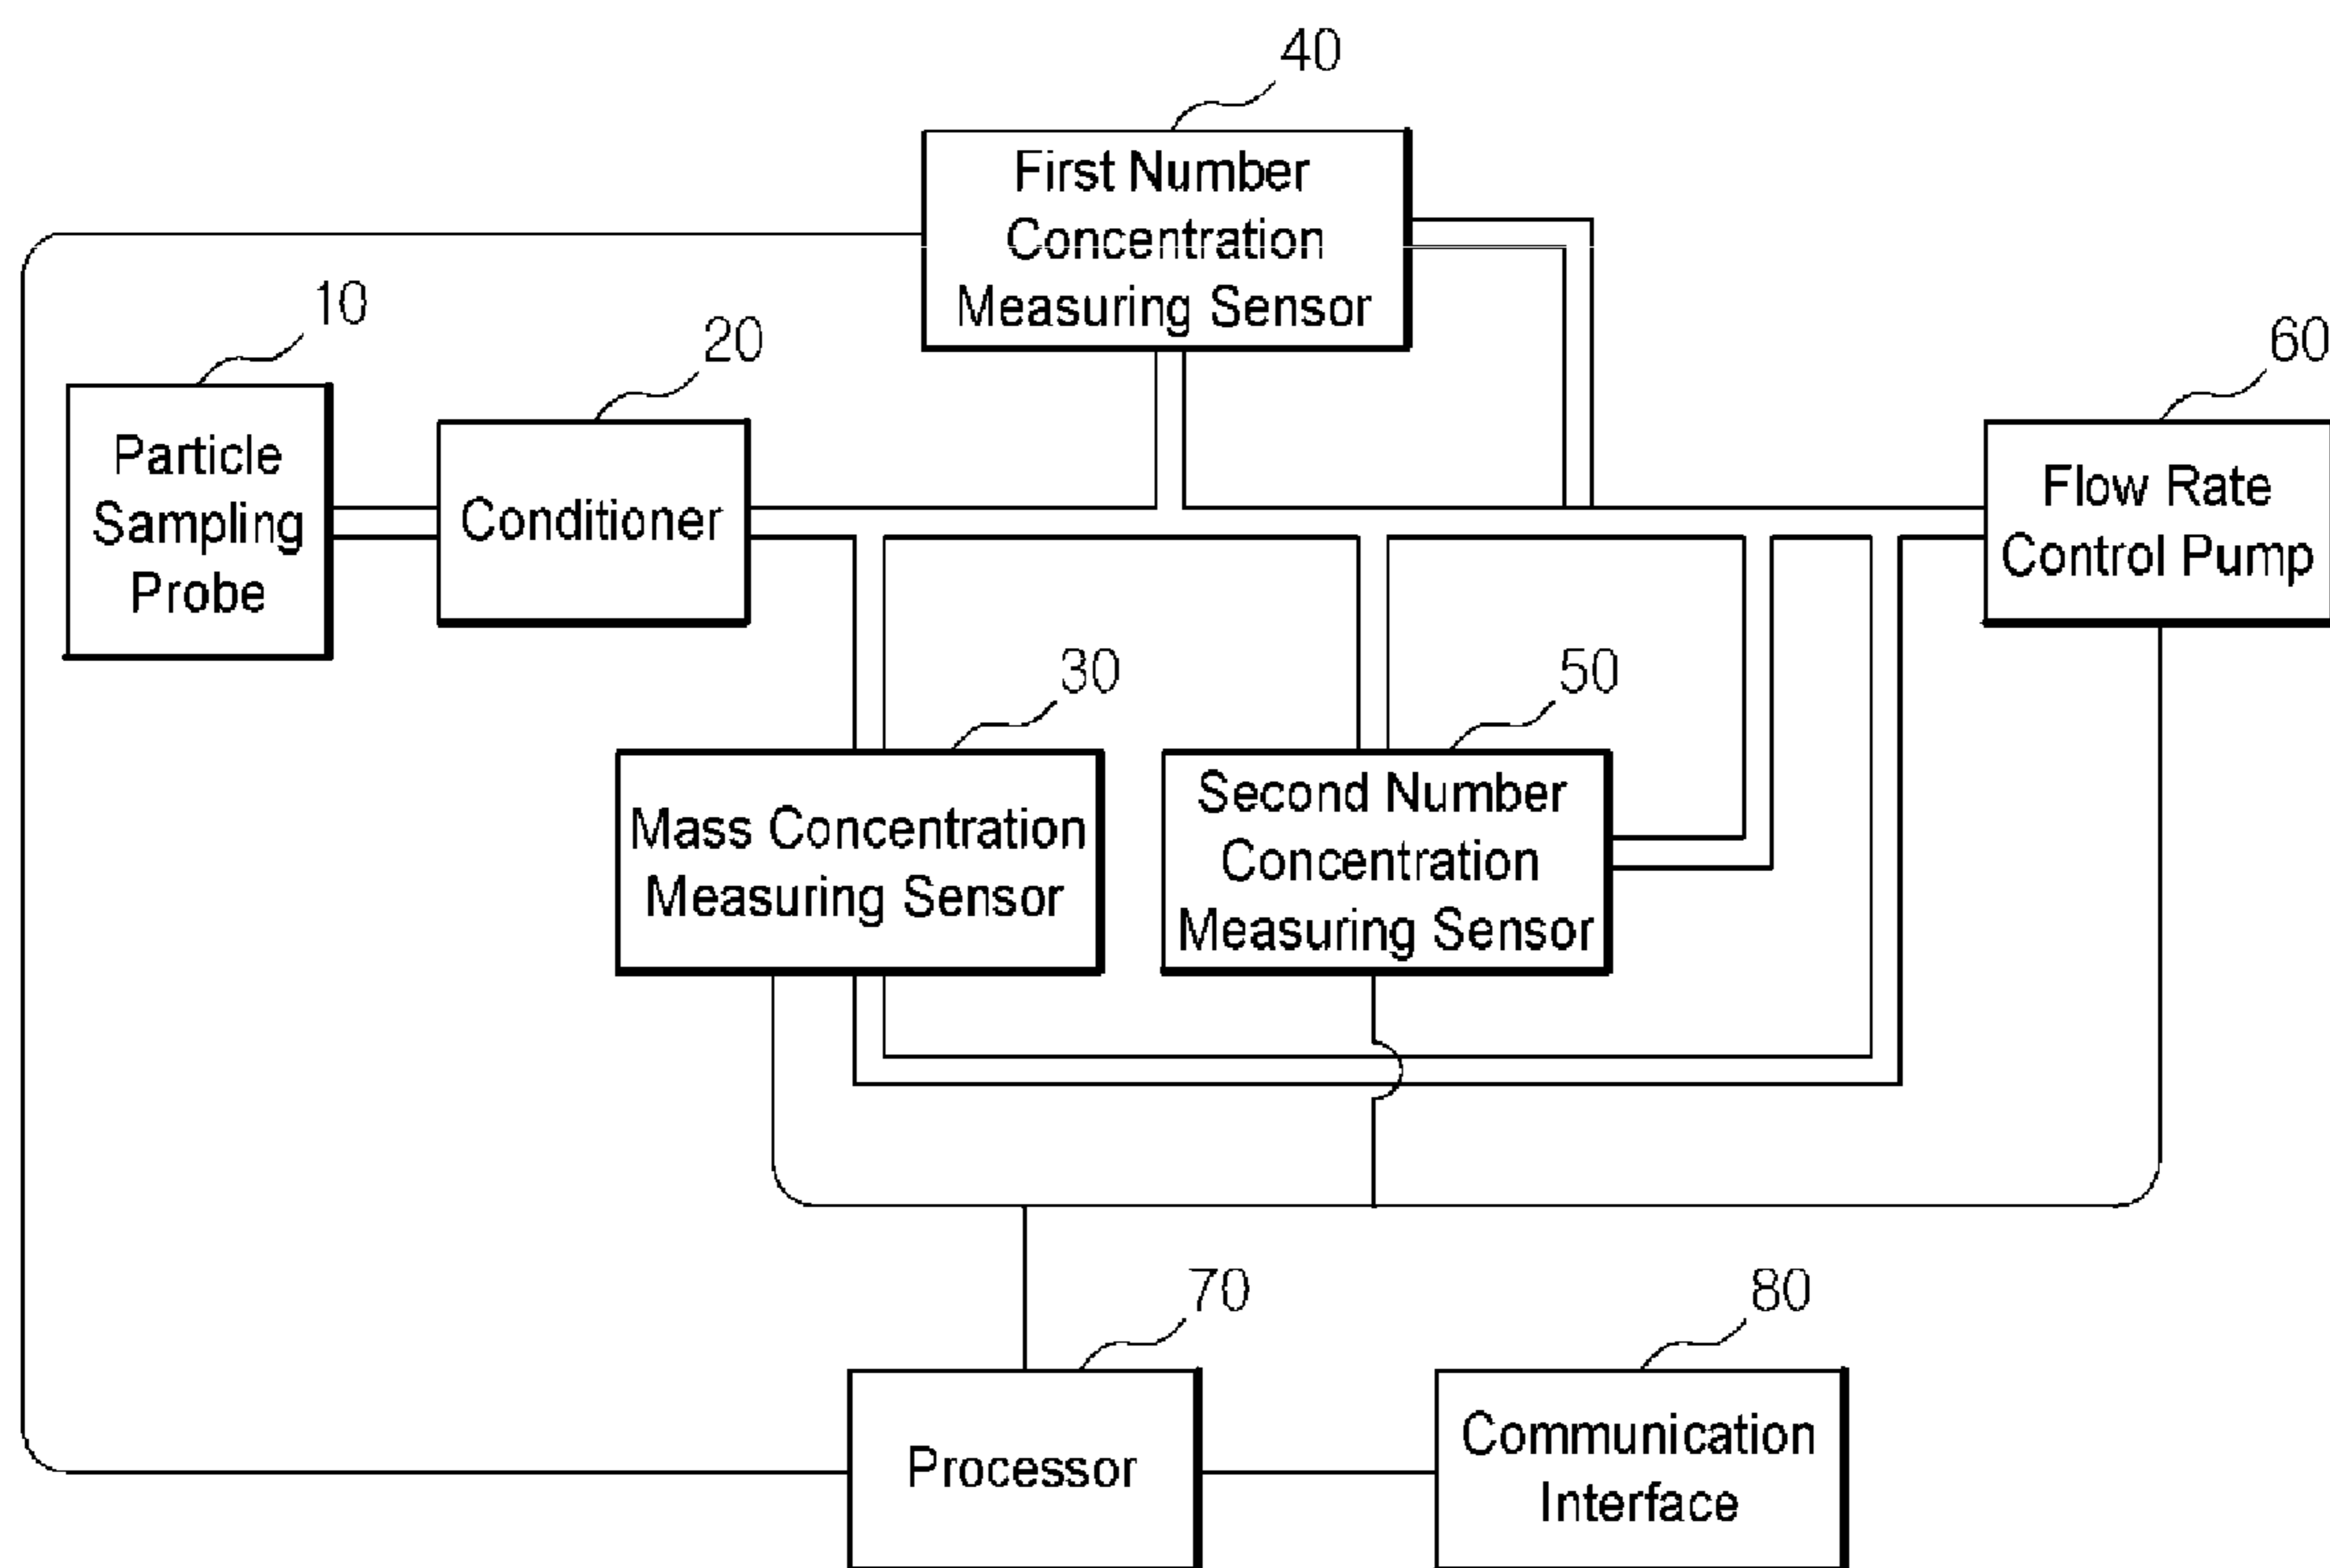 40
First Number
Concentration
Measuring Sensor
10
Particle
Sampling
Probe
20
Conditioner
60
Flow Rate
Control Pump
30
Mass Concentration
Measuring Sensor
50
Second Number
Concentration
Measuring Sensor
70
Processor
80
Communication
Interface